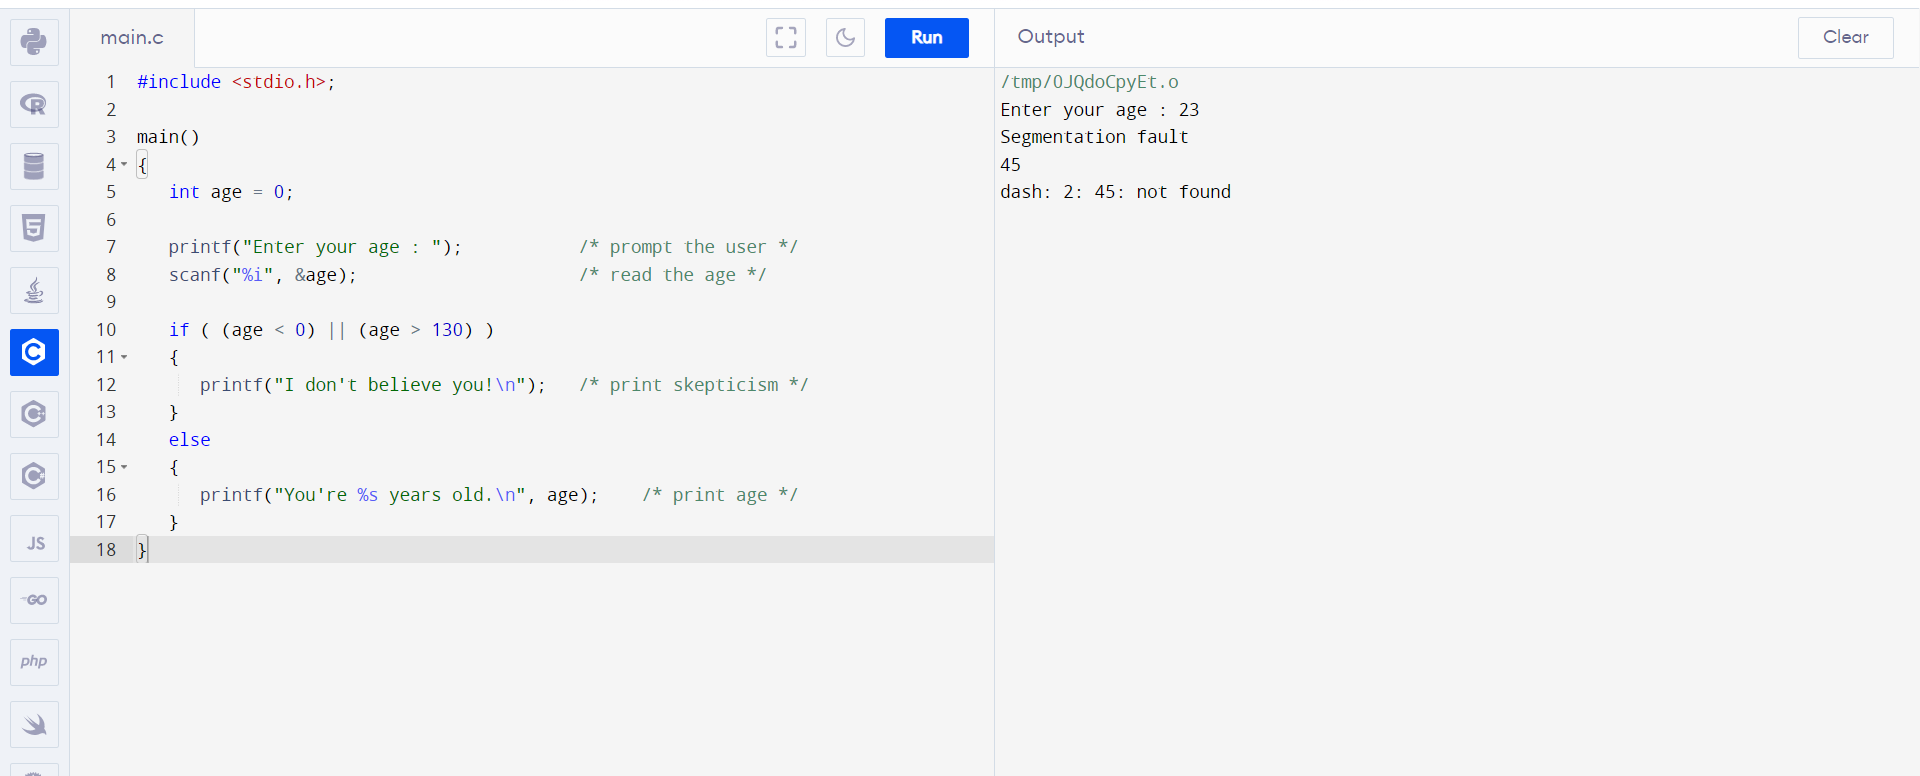 main.c
Run
Output
Clear
1 #include <stdio.h>;
2
3 main()
4 {
5 int age = 0;
6
7 printf("Enter your age : "); /* prompt the user */
8 scanf("%i", &age); /* read the age */
9
10 if ( (age < 0) || (age > 130) )
11 {
12 printf("I don't believe you!\n"); /* print skepticism */
13 }
14 else
15 {
16 printf("You're %s years old.\n", age); /* print age */
17 }
18 }
/tmp/0JQdoCpyEt.o
Enter your age : 23
Segmentation fault
45
dash: 2: 45: not found
R
5
C
C
C
JS
GO
php